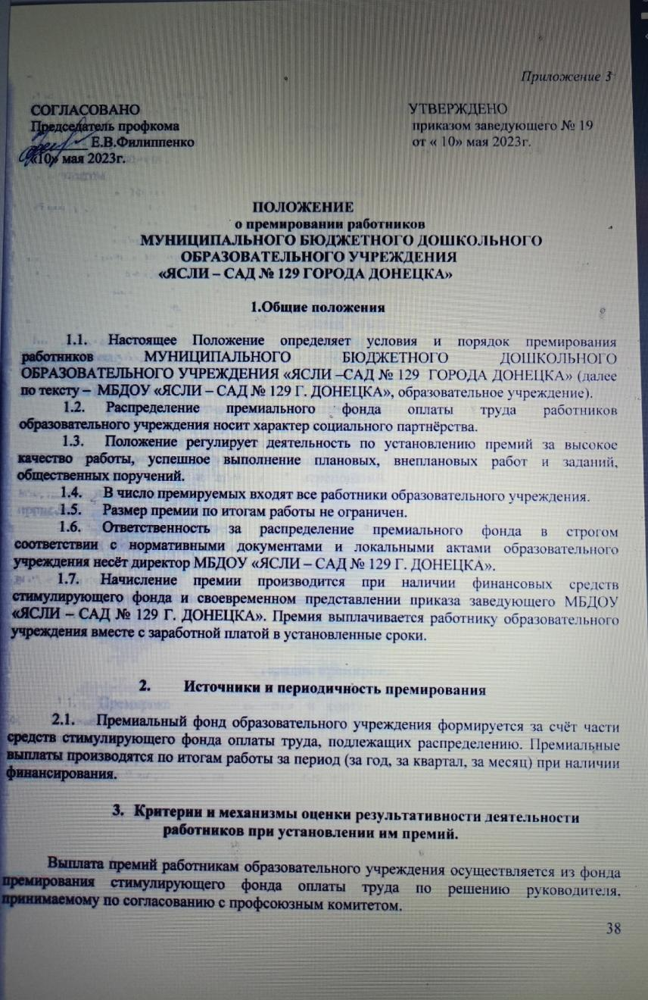 Приложение 3
СОГЛАСОВАНО
Председатель профкома
Е.В.Филиппенко
«10» мая 2023г.
УТВЕРЖДЕНО
приказом заведующего № 19
от « 10» мая 2023г.
ПОЛОЖЕНИЕ
о премировании работников
МУНИЦИПАЛЬНОГО БЮДЖЕТНОГО ДОШКОЛЬНОГО
ОБРАЗОВАТЕЛЬНОГО УЧРЕЖДЕНИЯ
«ЯСЛИ – САД № 129 ГОРОДА ДОНЕЦКА»
1.Общие положения
1.1. Настоящее Положение определяет условия и порядок премирования
работников МУНИЦИПАЛЬНОГО БЮДЖЕТНОГО ДОШКОЛЬНОГО
ОБРАЗОВАТЕЛЬНОГО УЧРЕЖДЕНИЯ «ЯСЛИ –САД № 129 ГОРОДА ДОНЕЦКА» (далее
по тексту – МБДОУ «ЯСЛИ – САД № 129 Г. ДОНЕЦКА», образовательное учреждение).
1.2. Распределение премиального фонда оплаты труда работников
образовательного учреждения носит характер социального партнёрства.
1.3. Положение регулирует деятельность по установлению премий за высокое
качество работы, успешное выполнение плановых, внеплановых работ и заданий,
общественных поручений.
1.4. В число премируемых входят все работники образовательного учреждения.
1.5. Размер премии по итогам работы не ограничен.
1.6. Ответственность за распределение премиального фонда в строгом
соответствии с нормативными документами и локальными актами образовательного
учреждения несёт директор МБДОУ «ЯСЛИ – САД № 129 Г. ДОНЕЦКА».
1.7. Начисление премии производится при наличии финансовых средств
стимулирующего фонда и своевременном представлении приказа заведующего МБДОУ
«ЯСЛИ – САД № 129 Г. ДОНЕЦКА». Премия выплачивается работнику образовательного
учреждения вместе с заработной платой в установленные сроки.
2. Источники и периодичность премирования
2.1. Премиальный фонд образовательного учреждения формируется за счёт части
средств стимулирующего фонда оплаты труда, подлежащих распределению. Премиальные
выплаты производятся по итогам работы за период (за год, за квартал, за месяц) при наличии
финансирования.
3. Критерии и механизмы оценки результативности деятельности
работников при установлении им премий.
Выплата премий работникам образовательного учреждения осуществляется из фонда
премирования стимулирующего фонда оплаты труда по решению руководителя,
принимаемому по согласованию с профсоюзным комитетом.
38